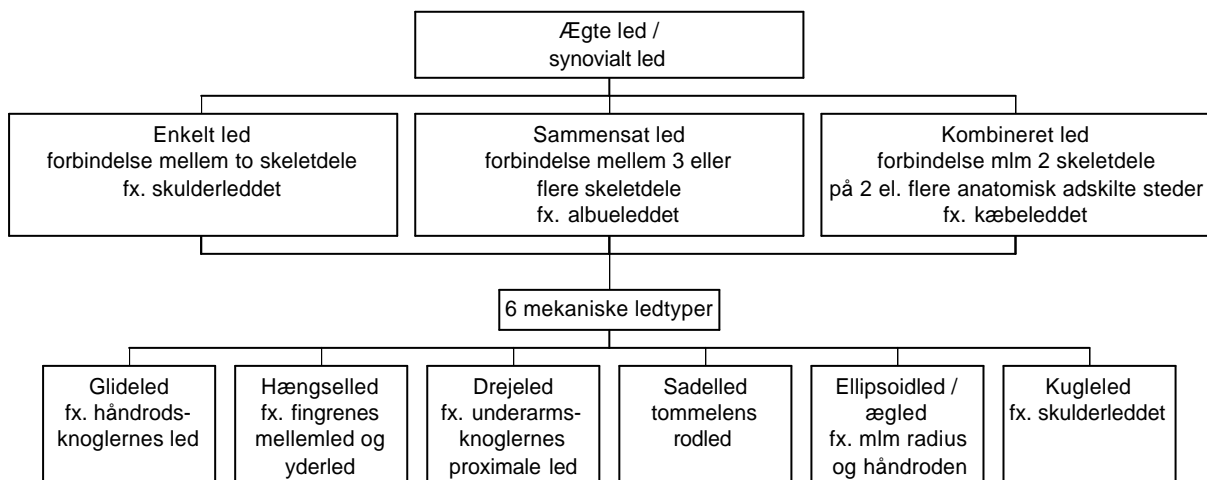 Ægte led /
synovialt led
Enkelt led
forbindelse mellem to skeletdele
fx. skulderleddet
Sammensat led
forbindelse mellem 3 eller
flere skeletdele
fx. albueleddet
Kombineret led
forbindelse mlm 2 skeletdele
på 2 el. flere anatomisk adskilte steder
fx. kæbeleddet
6 mekaniske ledtyper
Glideled
fx. håndrods-
knoglernes led
Hængselled
fx. fingrenes
mellemled og
yderled
Drejeled
fx. underarms-
knoglernes
proximale led
Sadelled
tommelens
rodled
Ellipsoidled /
ægled
fx. mlm radius
og håndroden
Kugleled
fx. skulderleddet